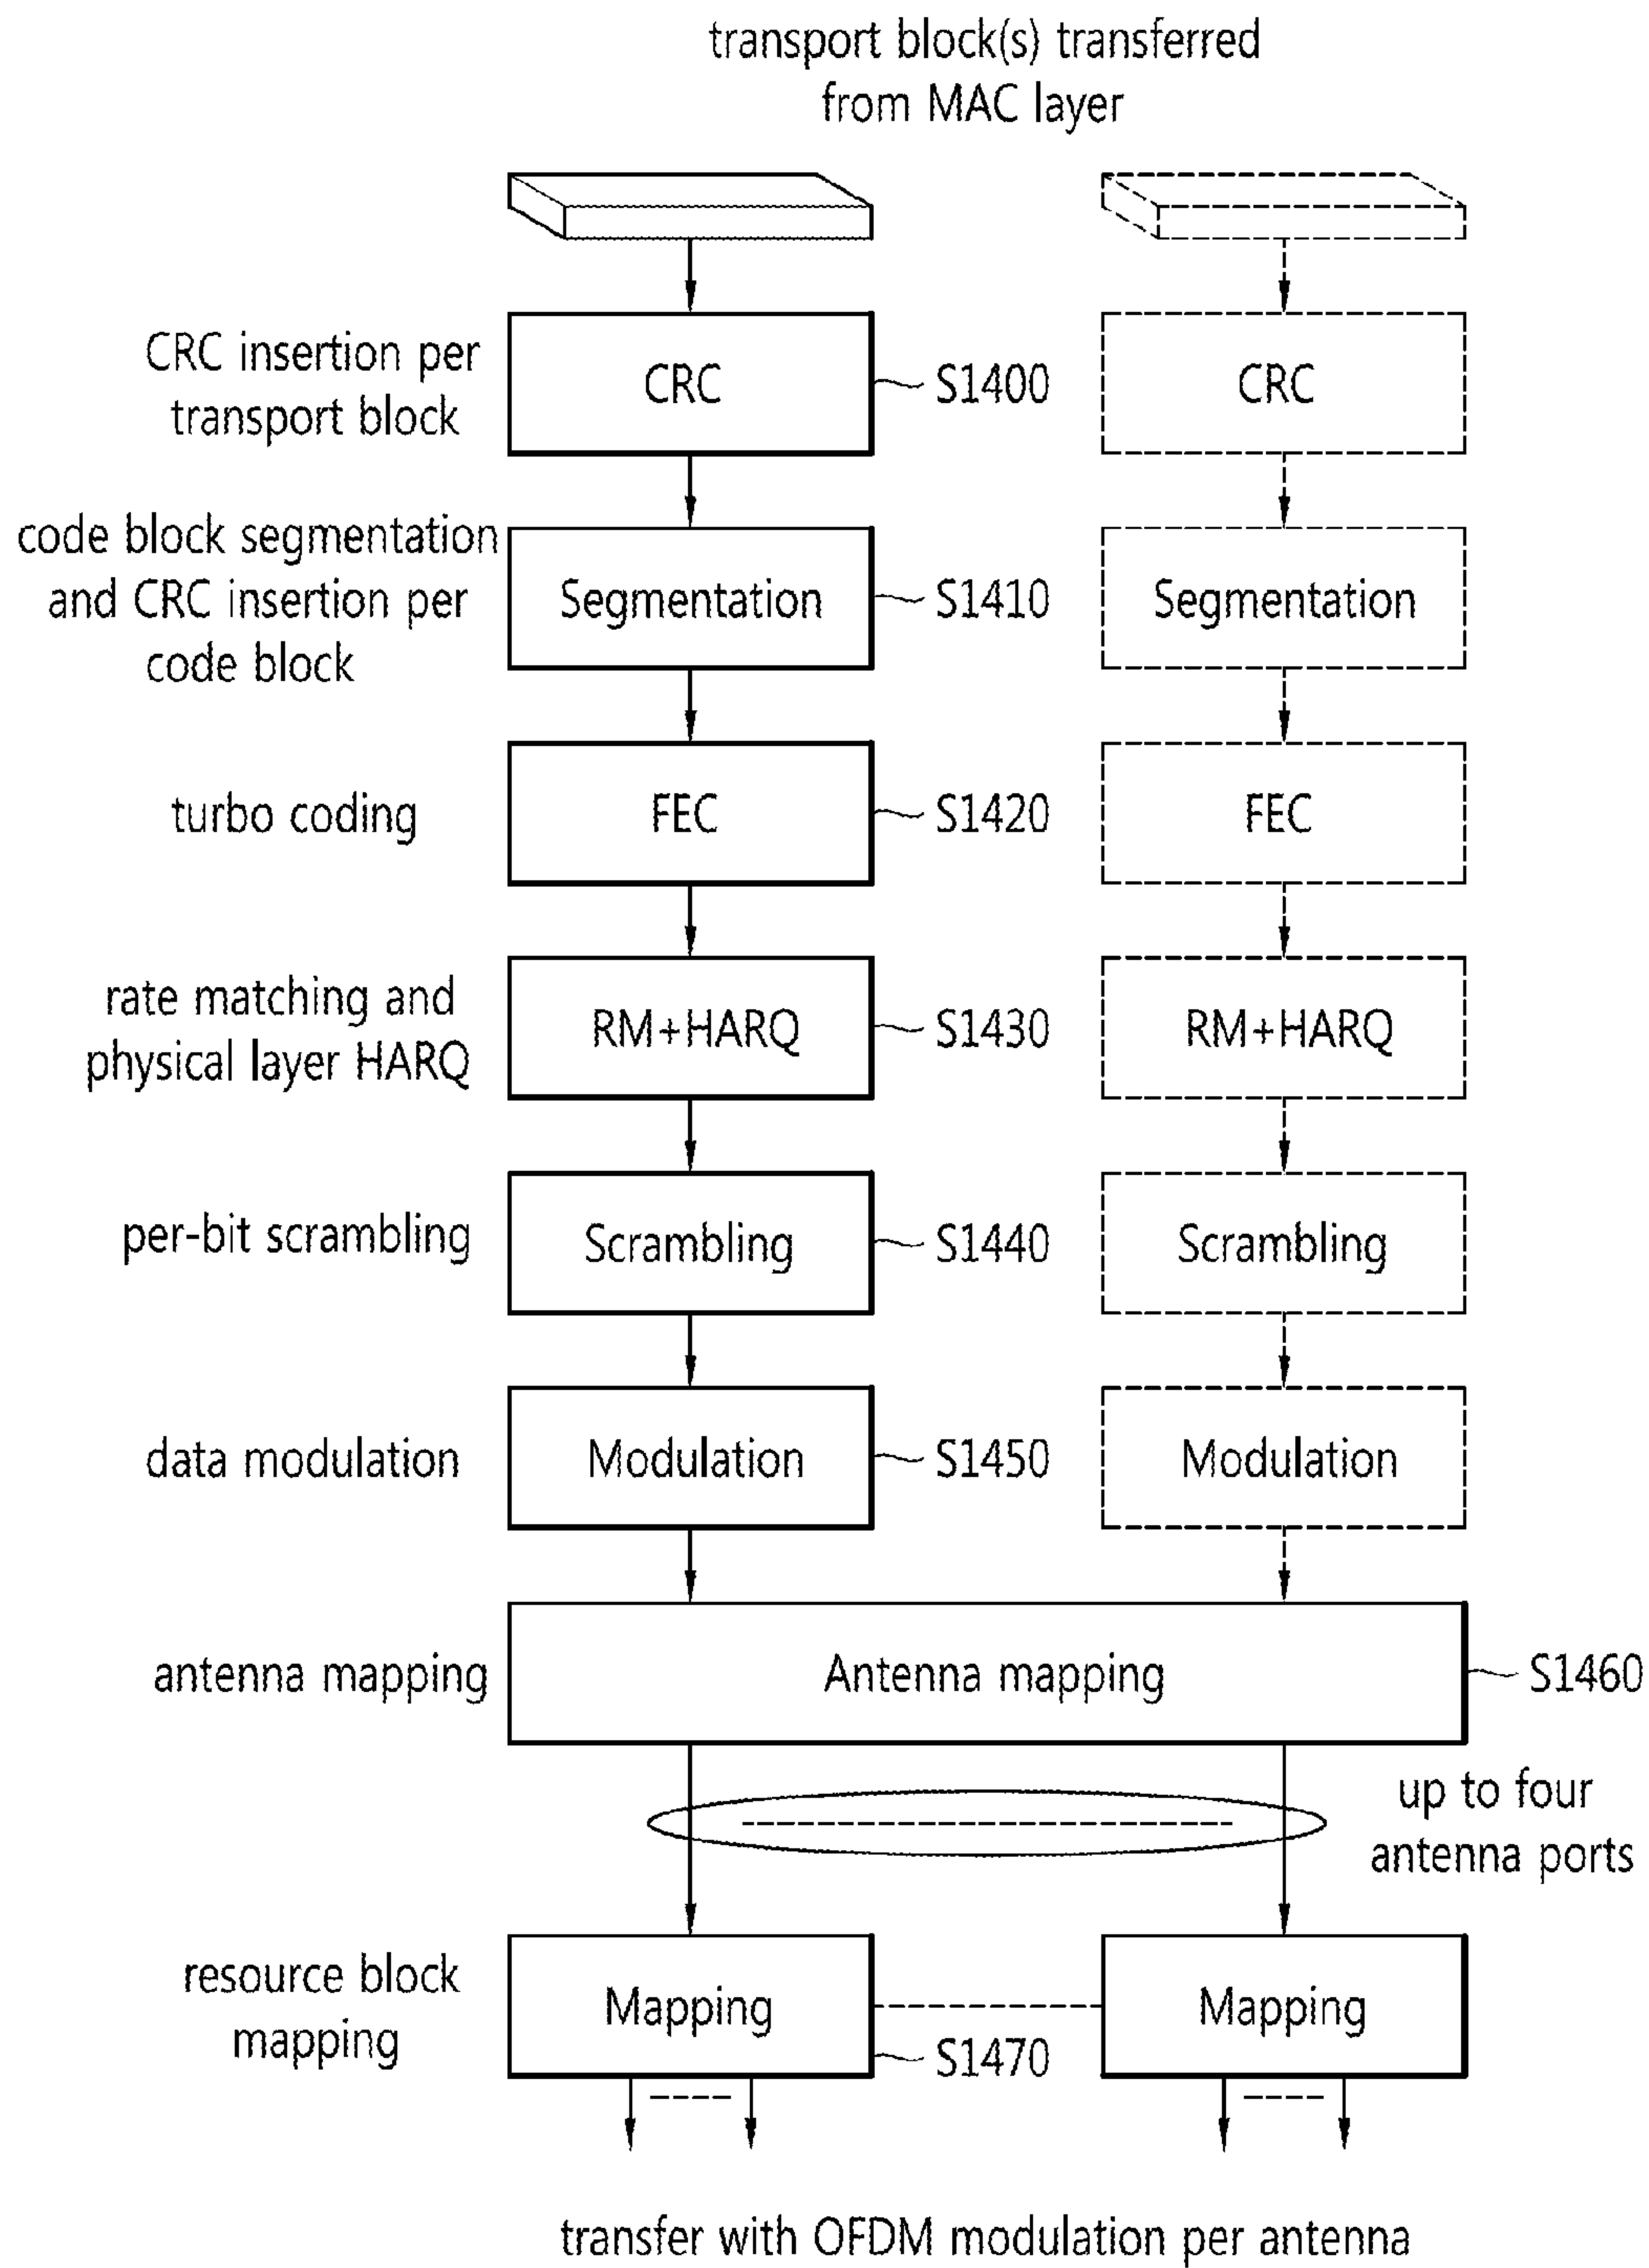 transport block(s) transferred
from MAC layer
CRC insertion per
transport block
CRC
S1400
CRC
code block segmentation
and CRC insertion per
code block
Segmentation
S1410
Segmentation
turbo coding
FEC
S1420
FEC
rate matching and
physical layer HARQ
RM+HARQ
S1430
RM+HARQ
per-bit scrambling
Scrambling
S1440
Scrambling
data modulation
Modulation
S1450
Modulation
antenna mapping
Antenna mapping
S1460
up to four
antenna ports
resource block
mapping
Mapping
S1470
Mapping
transfer with OFDM modulation per antenna